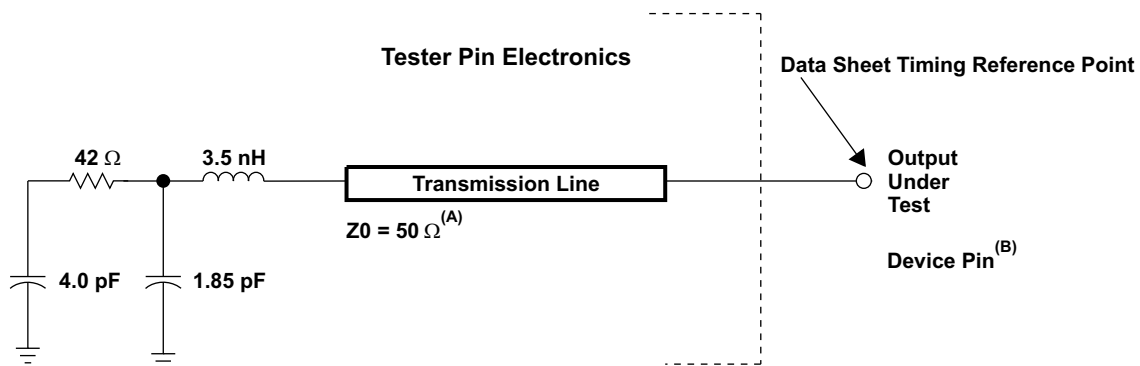 Tester Pin Electronics
Data Sheet Timing Reference Point
42 Ω
3.5 nH
Transmission Line
Output
Under
Test
Z0 = 50 Ω(A)
Device Pin(B)
4.0 pF
1.85 pF